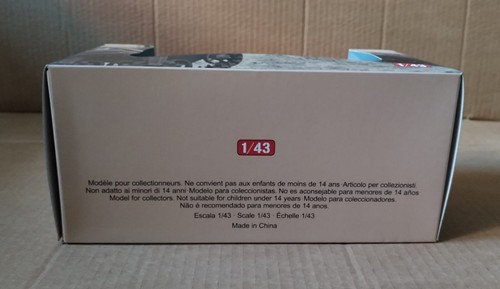 1/43
1/43
Modèle pour collectionneurs. Ne convient pas aux enfants de moins de 14 ans·Artículo per collezionisti.
Non adatto ai minori di 14 anni·Modelo para coleccionistas. No es aconsejable para menores de 14 años
Model for collectors. Not suitable for children under 14 years·Modelo para coleccionadores.
Não é recomendado para menores de 14 anos.
Escala 1/43 · Scale 1/43 · Échelle 1/43
Made in China